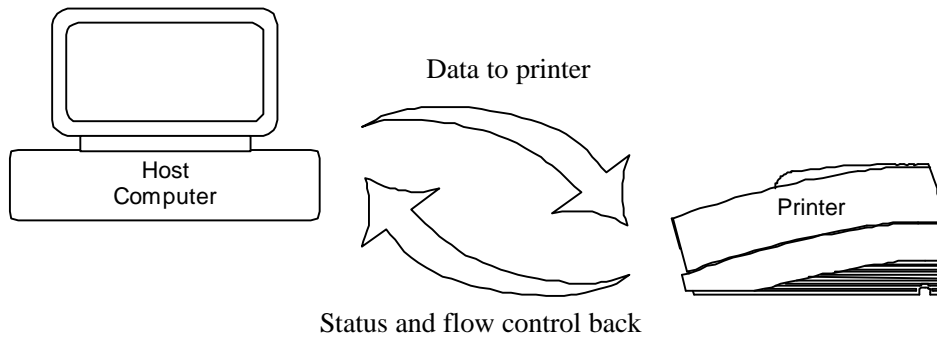 Data to printer
Host
Computer
Printer
Status and flow control back